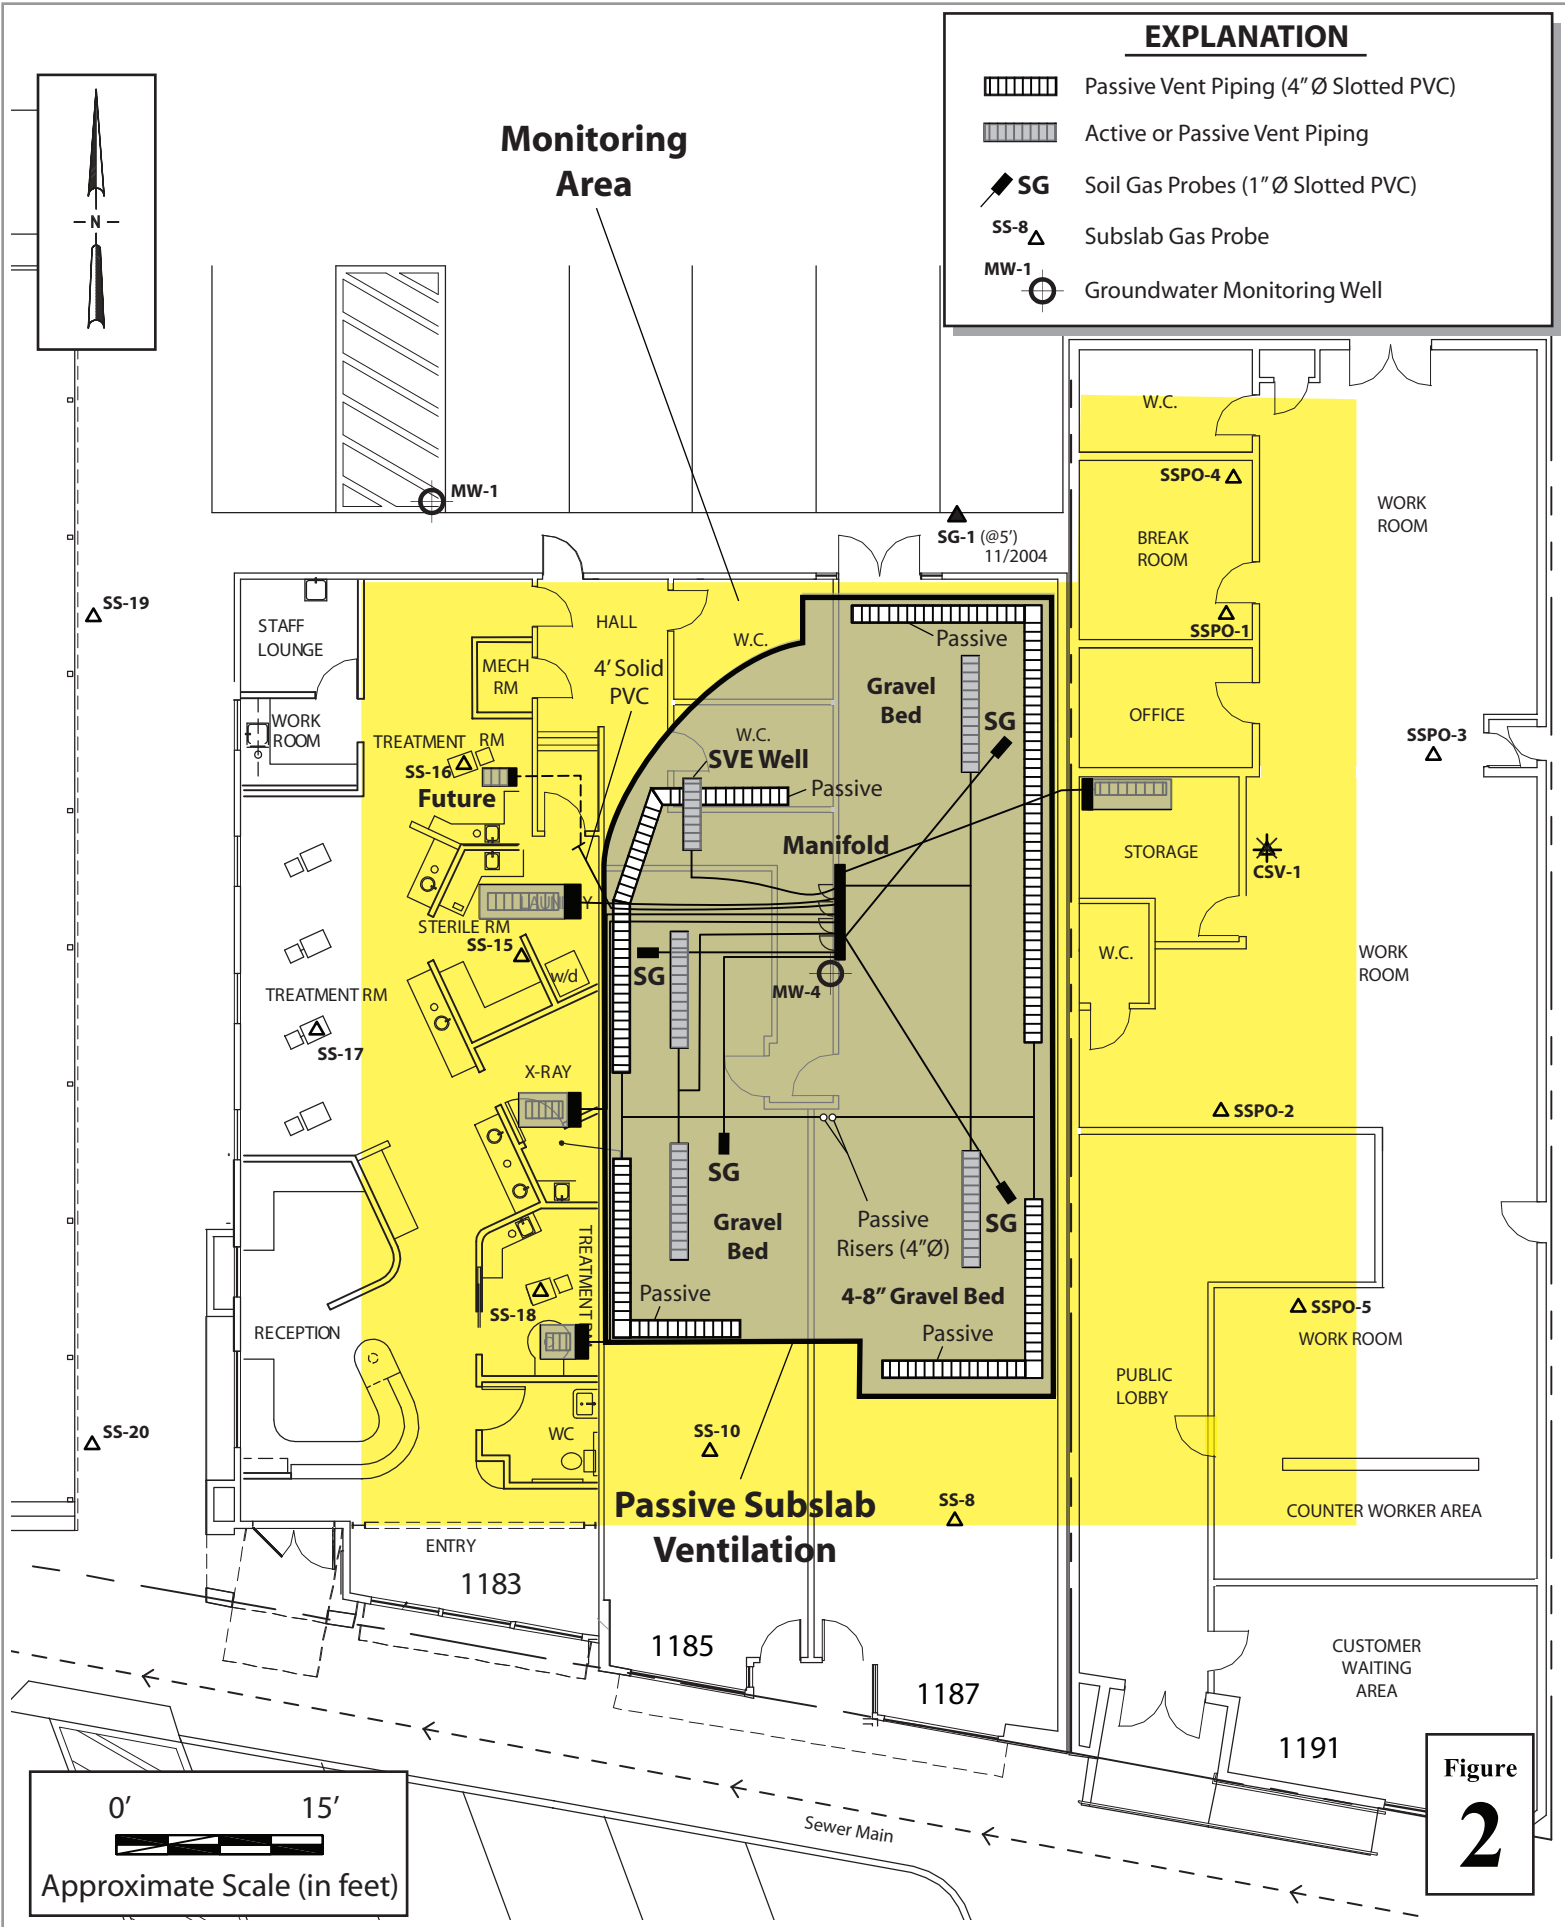 EXPLANATION
Passive Vent Piping (4"Ø Slotted PVC)
Active or Passive Vent Piping
SG Soil Gas Probes (1"Ø Slotted PVC)
SS-8 Subslab Gas Probe
MW-1 Groundwater Monitoring Well
N
Monitoring
Area
MW-1
SG-1 (@5')
11/2004
W.C.
SSPO-4
WORK
ROOM
BREAK
ROOM
SSPO-1
SS-19
STAFF
LOUNGE
HALL
W.C.
MECH
RM
4' Solid
PVC
Passive
Gravel
Bed
SG
OFFICE
SSPO-3
WORK
ROOM
TREATMENT RM
SS-16
Future
W.C.
SVE Well
Passive
Manifold
STORAGE
CSV-1
LAUNDRY
STERILE RM
SS-15
w/d
SG
MW-4
W.C.
WORK
ROOM
TREATMENT RM
SS-17
X-RAY
SSPO-2
SG
SG
Gravel
Bed
Passive
Risers (4"Ø)
TREATMENT
SS-18
Passive
4-8" Gravel Bed
Passive
SSPO-5
WORK ROOM
RECEPTION
PUBLIC
LOBBY
SS-20
WC
SS-10
Passive Subslab
Ventilation
SS-8
COUNTER WORKER AREA
ENTRY
1183
1185
1187
CUSTOMER
WAITING
AREA
1191
Sewer Main
0' 15'
Approximate Scale (in feet)
Figure
2